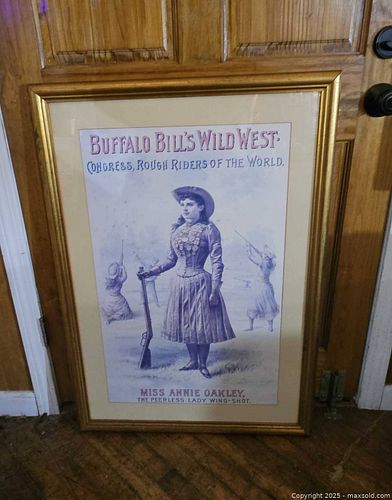 BUFFALO BILL'S WILD WEST.
CONGRESS, ROUGH RIDERS OF THE WORLD.
MISS ANNIE OAKLEY,
THE PEERLESS LADY WING-SHOT.
Copyright 2025 - maxsold.com